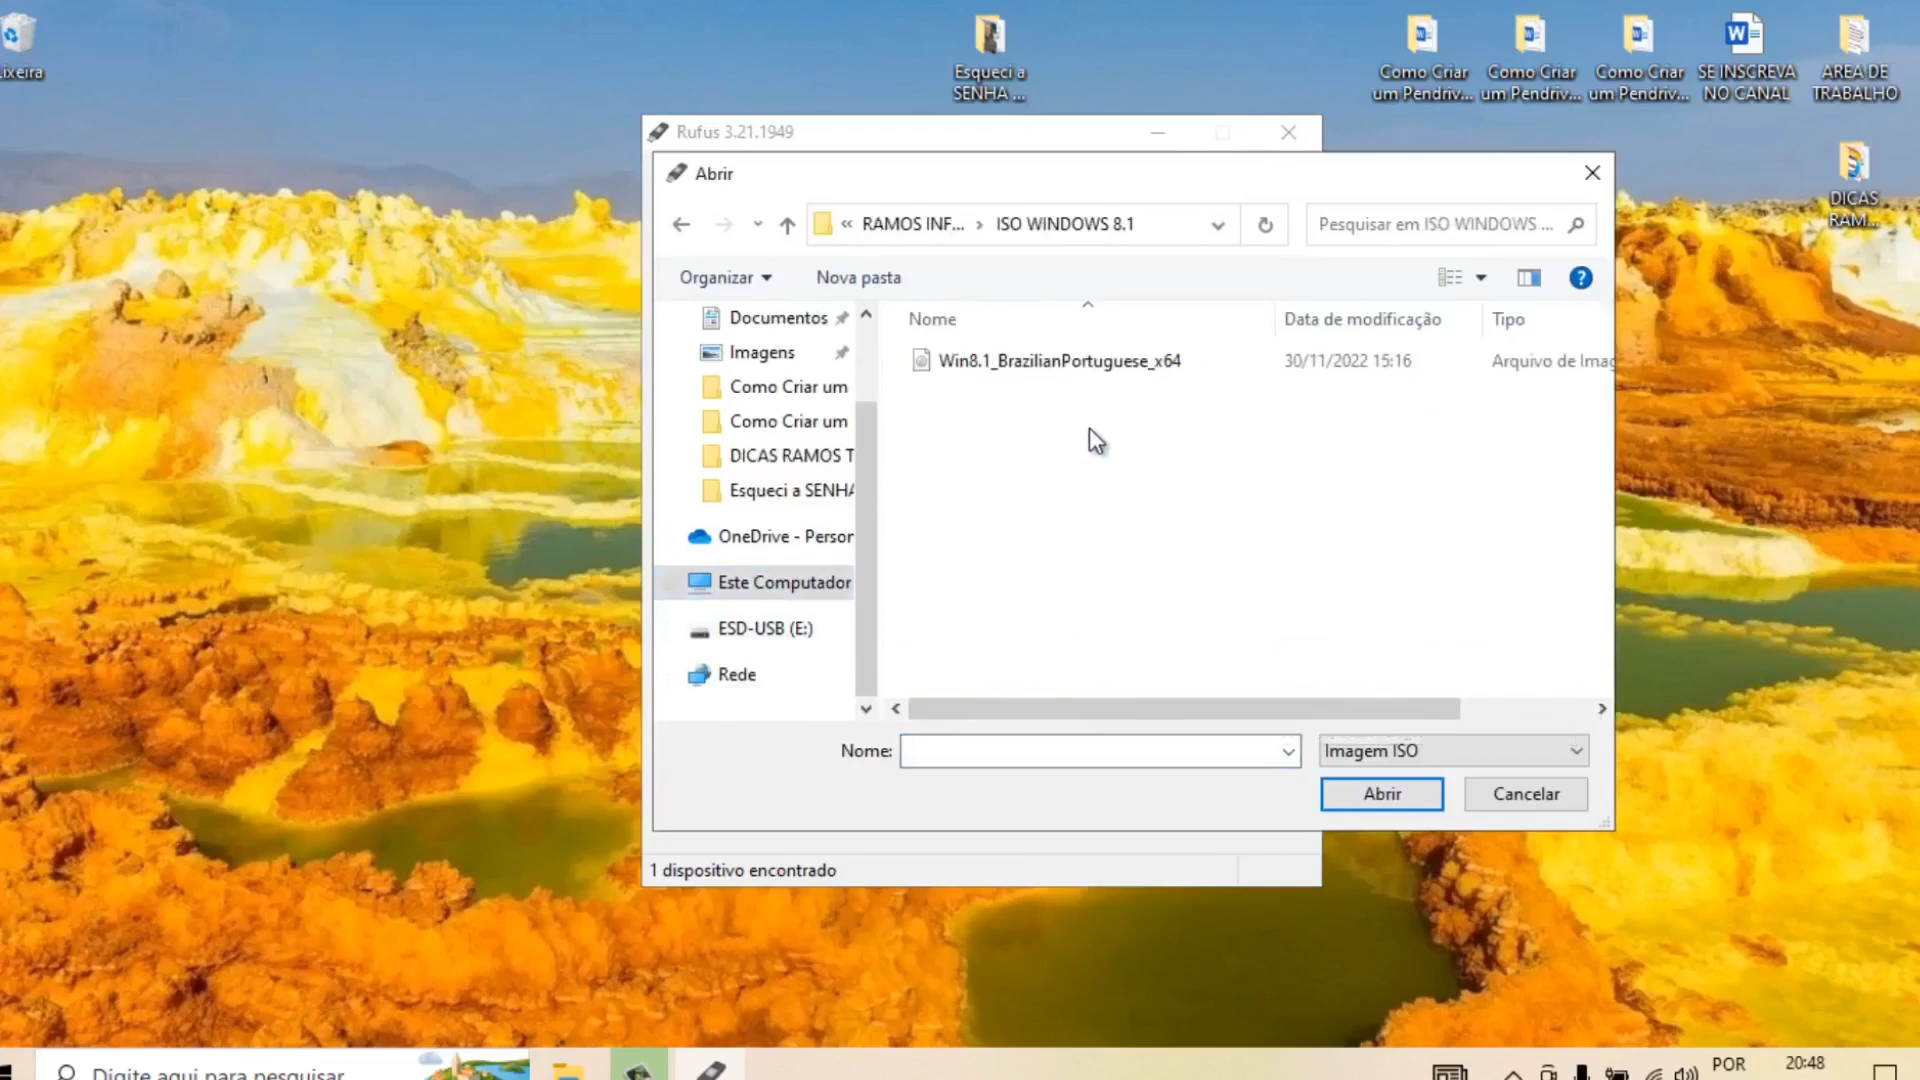 ixeira
Esqueci a
SENHA ...
Como Criar
um Pendriv...
Como Criar
um Pendriv...
Como Criar
um Pendriv...
SE INSCREVA
NO CANAL
AREA DE
TRABALHO
DICAS
RAM...
Rufus 3.21.1949
Abrir
« RAMOS INF... › ISO WINDOWS 8.1
Pesquisar em ISO WINDOWS ...
Organizar
Nova pasta
Documentos
Imagens
Como Criar um
Como Criar um
DICAS RAMOS T
Esqueci a SENHA
OneDrive - Person
Este Computador
ESD-USB (E:)
Rede
Nome
Data de modificação
Tipo
Win8.1_BrazilianPortuguese_x64
30/11/2022 15:16
Arquivo de Imag
Nome:
Imagem ISO
Abrir
Cancelar
1 dispositivo encontrado
Digite aqui para pesquisar
POR
20:48